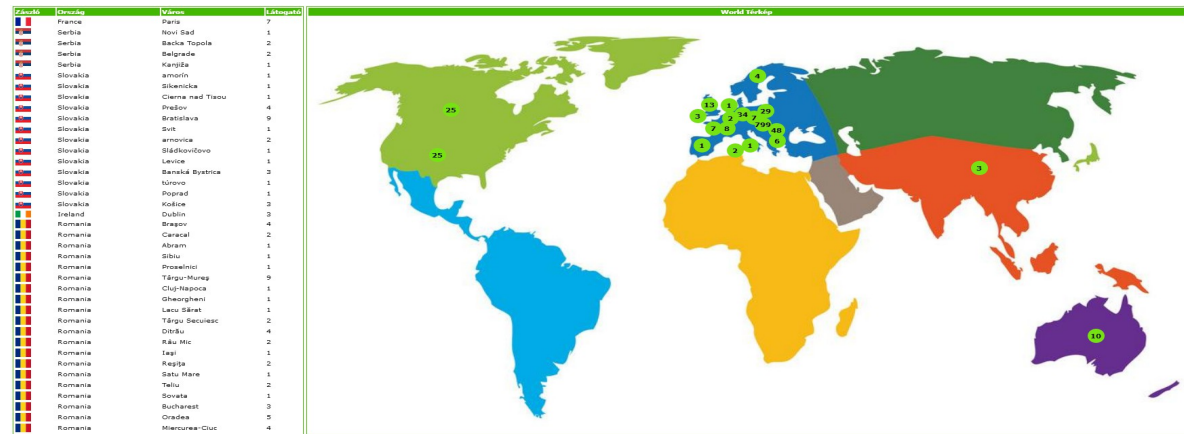 Zászló Ország Város Látogató
France Paris 7
Serbia Novi Sad 1
Serbia Backa Topola 2
Serbia Belgrade 2
Serbia Kanjiža 1
Slovakia amorín 1
Slovakia Sikenicka 1
Slovakia Cierna nad Tisou 1
Slovakia Prešov 4
Slovakia Bratislava 9
Slovakia Svit 1
Slovakia arnovica 2
Slovakia Sládkovičovo 1
Slovakia Levice 1
Slovakia Banská Bystrica 3
Slovakia túrovo 1
Slovakia Poprad 1
Slovakia Košice 3
Ireland Dublin 3
Romania Braşov 4
Romania Caracal 2
Romania Abram 1
Romania Sibiu 1
Romania Proselnici 1
Romania Târgu-Mureş 9
Romania Cluj-Napoca 1
Romania Gheorgheni 1
Romania Lacu Sărat 1
Romania Târgu Secuiesc 2
Romania Ditrău 4
Romania Râu Mic 2
Romania Iaşi 1
Romania Reşiţa 2
Romania Satu Mare 1
Romania Teliu 2
Romania Sovata 1
Romania Bucharest 3
Romania Oradea 5
Romania Miercurea-Ciuc 4
World Térkép
4
13 1 29
25 3 34
2 7
799
7 8 48
1 1 6
25 2
3
10